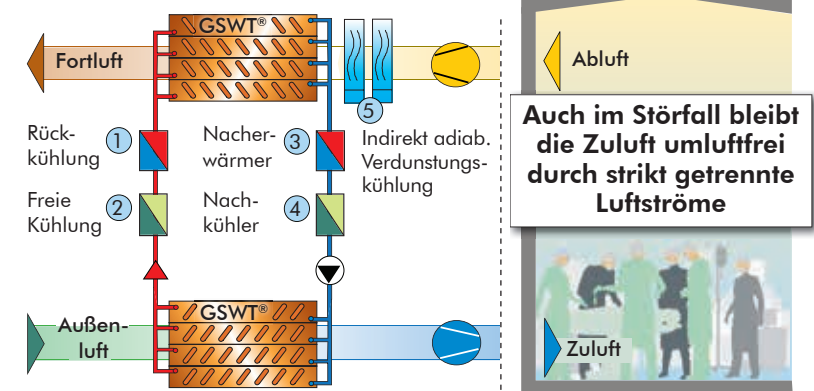 GSWT®
Fortluft
Abluft
5
Auch im Störfall bleibt
die Zuluft umluftfrei
durch strikt getrennte
Luftströme
Rück-
kühlung
1
Nacher-
wärmer
3
Indirekt adiab.
Verdunstungs-
kühlung
Freie
Kühlung
2
Nach-
kühler
4
GSWT®
Außen-
luft
Zuluft